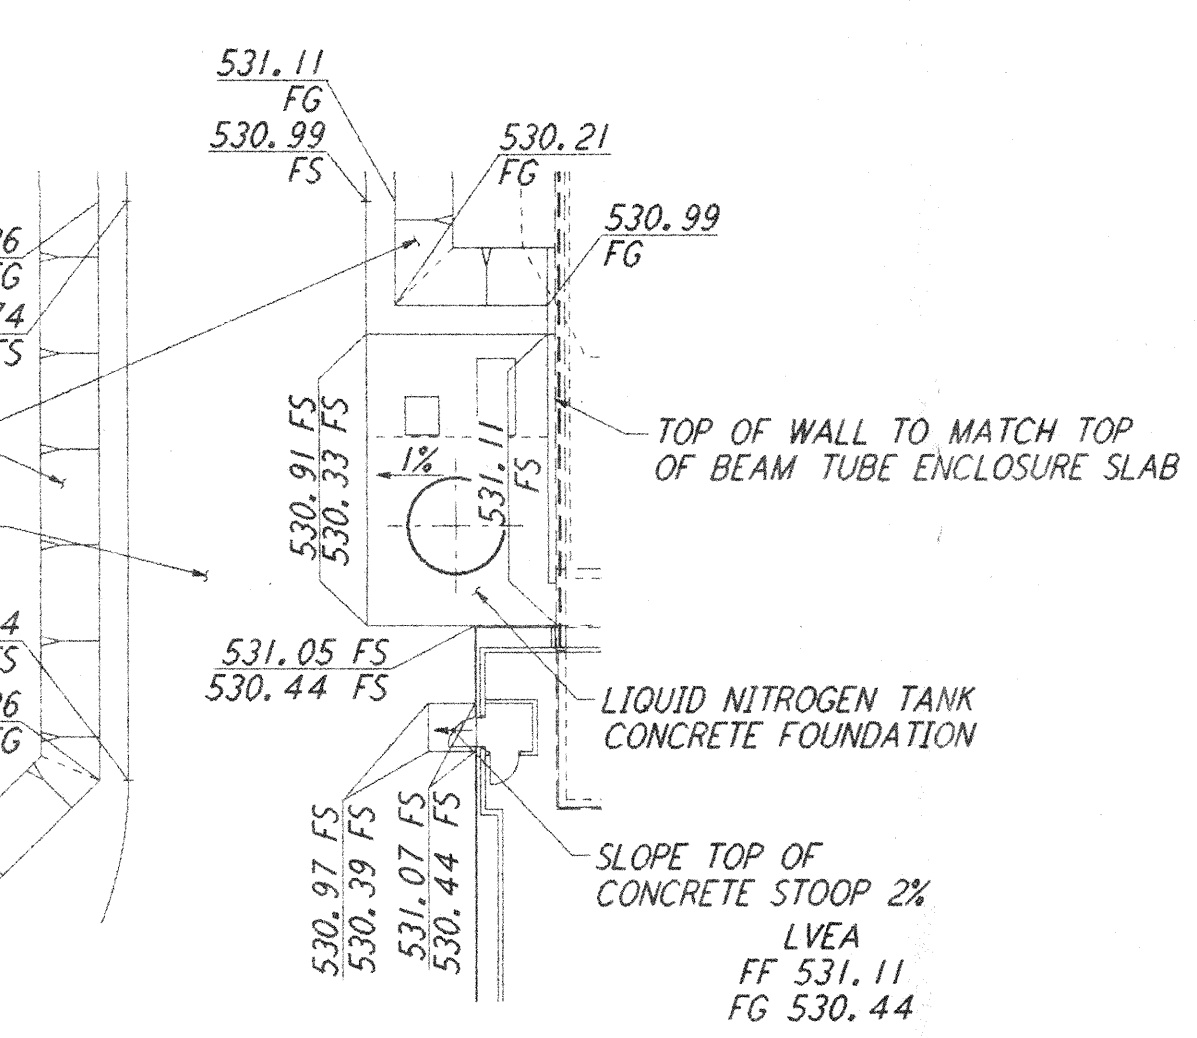 531.11
FG
530.99
FS
530.21
FG
530.99
FG
530.91 FS
530.33 FS
1%
531.11
FS
TOP OF WALL TO MATCH TOP
OF BEAM TUBE ENCLOSURE SLAB
531.05 FS
530.44 FS
LIQUID NITROGEN TANK
CONCRETE FOUNDATION
530.97 FS
530.39 FS
531.07 FS
530.44 FS
SLOPE TOP OF
CONCRETE STOOP 2%
LVEA
FF 531.11
FG 530.44